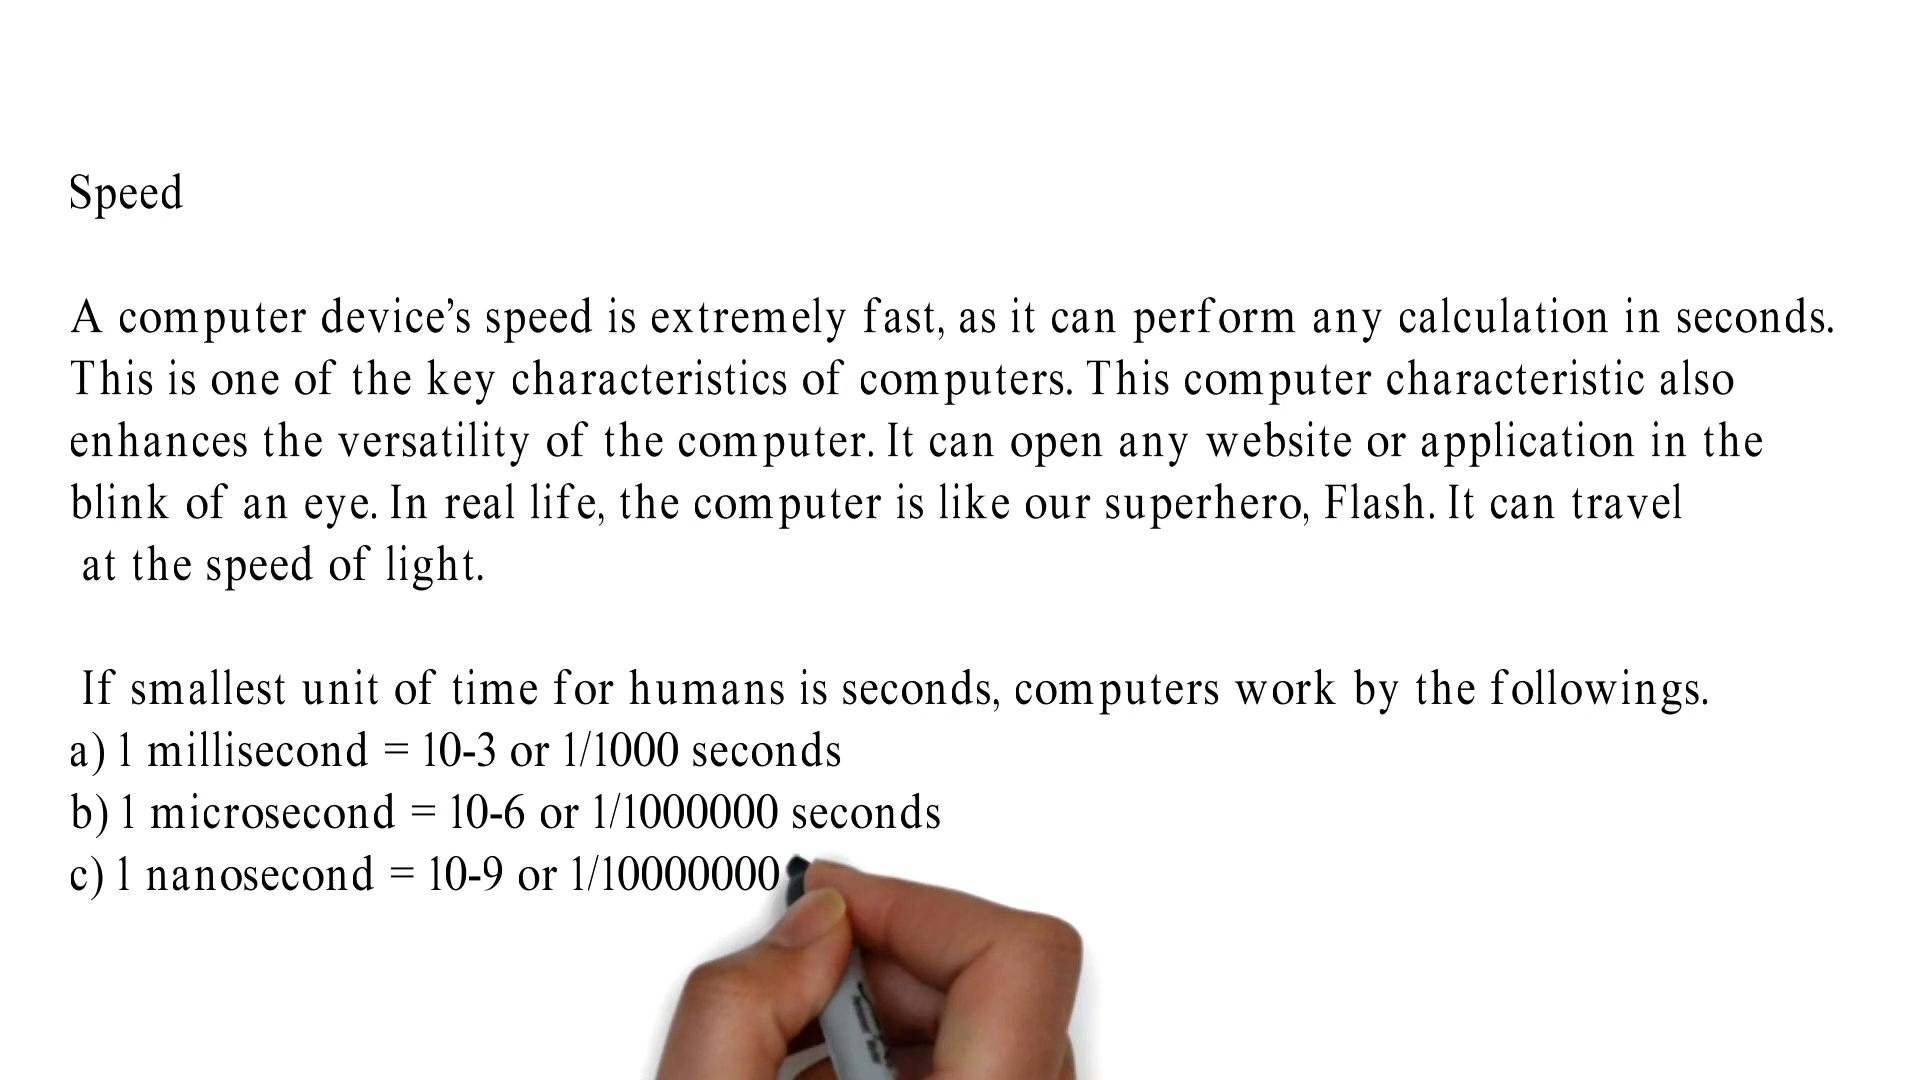 Speed
A computer device’s speed is extremely fast, as it can perform any calculation in seconds.
This is one of the key characteristics of computers. This computer characteristic also
enhances the versatility of the computer. It can open any website or application in the
blink of an eye. In real life, the computer is like our superhero, Flash. It can travel
at the speed of light.
If smallest unit of time for humans is seconds, computers work by the followings.
a) 1 millisecond = 10-3 or 1/1000 seconds
b) 1 microsecond = 10-6 or 1/1000000 seconds
c) 1 nanosecond = 10-9 or 1/10000000